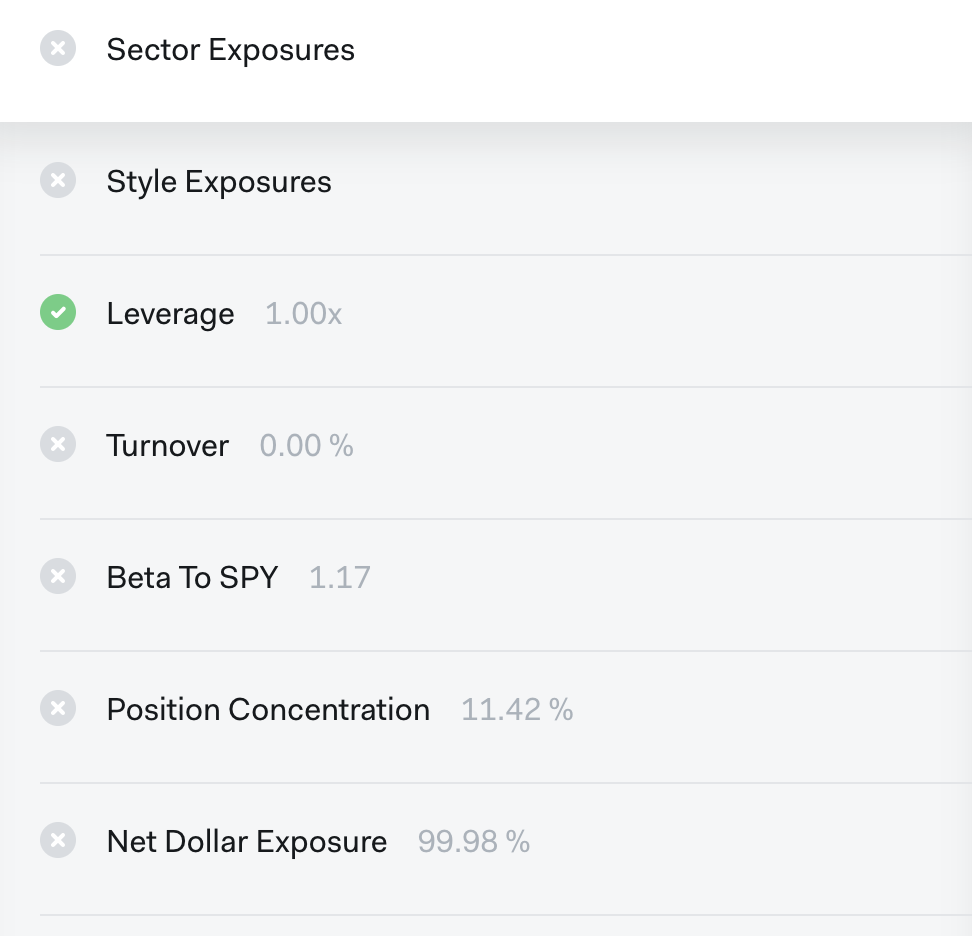 Sector Exposures
Style Exposures
Leverage 1.00x
Turnover 0.00 %
Beta To SPY 1.17
Position Concentration 11.42 %
Net Dollar Exposure 99.98 %